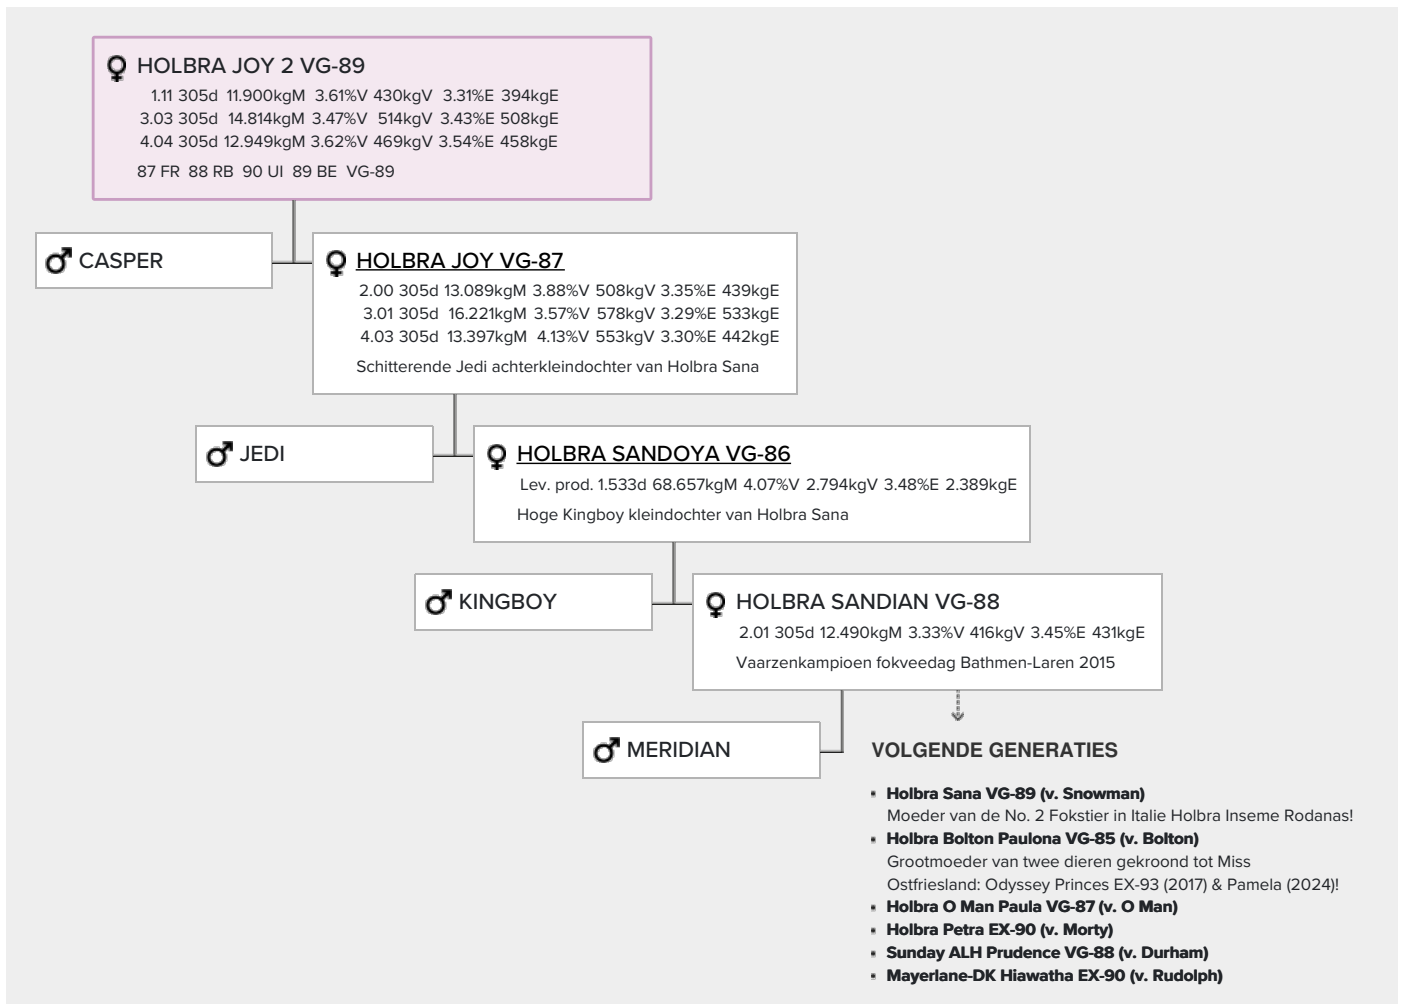 HOLBRA JOY 2 VG-89
1.11 305d 11.900kgM 3.61%V 430kgV 3.31%E 394kgE
3.03 305d 14.814kgM 3.47%V 514kgV 3.43%E 508kgE
4.04 305d 12.949kgM 3.62%V 469kgV 3.54%E 458kgE
87 FR 88 RB 90 UI 89 BE VG-89
CASPER
HOLBRA JOY VG-87
2.00 305d 13.089kgM 3.88%V 508kgV 3.35%E 439kgE
3.01 305d 16.221kgM 3.57%V 578kgV 3.29%E 533kgE
4.03 305d 13.397kgM 4.13%V 553kgV 3.30%E 442kgE
Schitterende Jedi achterkleindochter van Holbra Sana
JEDI
HOLBRA SANDOYA VG-86
Lev. prod. 1.533d 68.657kgM 4.07%V 2.794kgV 3.48%E 2.389kgE
Hoge Kingboy kleindochter van Holbra Sana
KINGBOY
HOLBRA SANDIAN VG-88
2.01 305d 12.490kgM 3.33%V 416kgV 3.45%E 431kgE
Vaarzenkampioen fokveedag Bathmen-Laren 2015
MERIDIAN
VOLGENDE GENERATIES
Holbra Sana VG-89 (v. Snowman)
Moeder van de No. 2 Fokstier in Italie Holbra Inseme Rodanas!
Holbra Bolton Paulona VG-85 (v. Bolton)
Grootmoeder van twee dieren gekroond tot Miss
Ostfriesland: Odyssey Princes EX-93 (2017) & Pamela (2024)!
Holbra O Man Paula VG-87 (v. O Man)
Holbra Petra EX-90 (v. Morty)
Sunday ALH Prudence VG-88 (v. Durham)
Mayerlane-DK Hiawatha EX-90 (v. Rudolph)